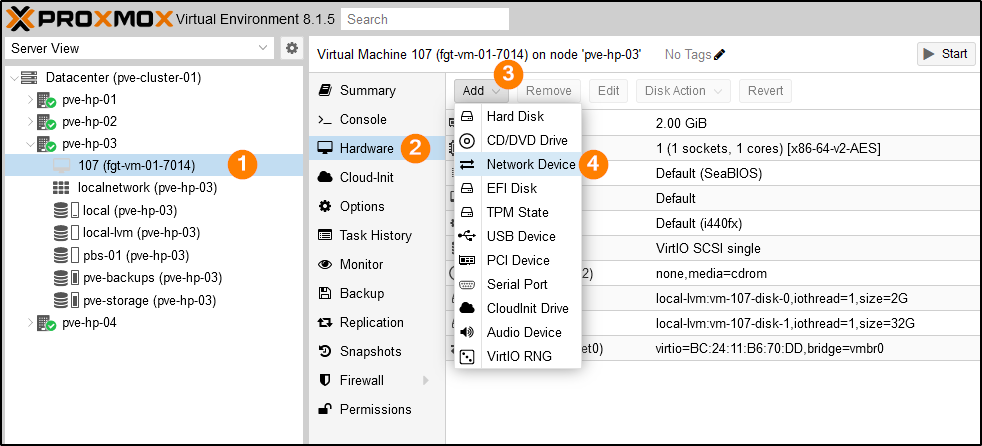 PROXMOX Virtual Environment 8.1.5 Search
Server View
Datacenter (pve-cluster-01)
pve-hp-01
pve-hp-02
pve-hp-03
107 (fgt-vm-01-7014) 1
localnetwork (pve-hp-03)
local (pve-hp-03)
local-lvm (pve-hp-03)
pbs-01 (pve-hp-03)
pve-backups (pve-hp-03)
pve-storage (pve-hp-03)
pve-hp-04
Virtual Machine 107 (fgt-vm-01-7014) on node 'pve-hp-03' No Tags Start
Summary
Console
Hardware 2
Cloud-Init
Options
Task History
Monitor
Backup
Replication
Snapshots
Firewall
Permissions
3
Add Remove Edit Disk Action Revert
Hard Disk
CD/DVD Drive
Network Device 4
EFI Disk
TPM State
USB Device
PCI Device
Serial Port
CloudInit Drive
Audio Device
VirtIO RNG
2.00 GiB
1 (1 sockets, 1 cores) [x86-64-v2-AES]
Default (SeaBIOS)
Default
Default (i440fx)
VirtIO SCSI single
2) none,media=cdrom
local-lvm:vm-107-disk-0,iothread=1,size=2G
local-lvm:vm-107-disk-1,iothread=1,size=32G
et0) virtio=BC:24:11:B6:70:DD,bridge=vmbr0